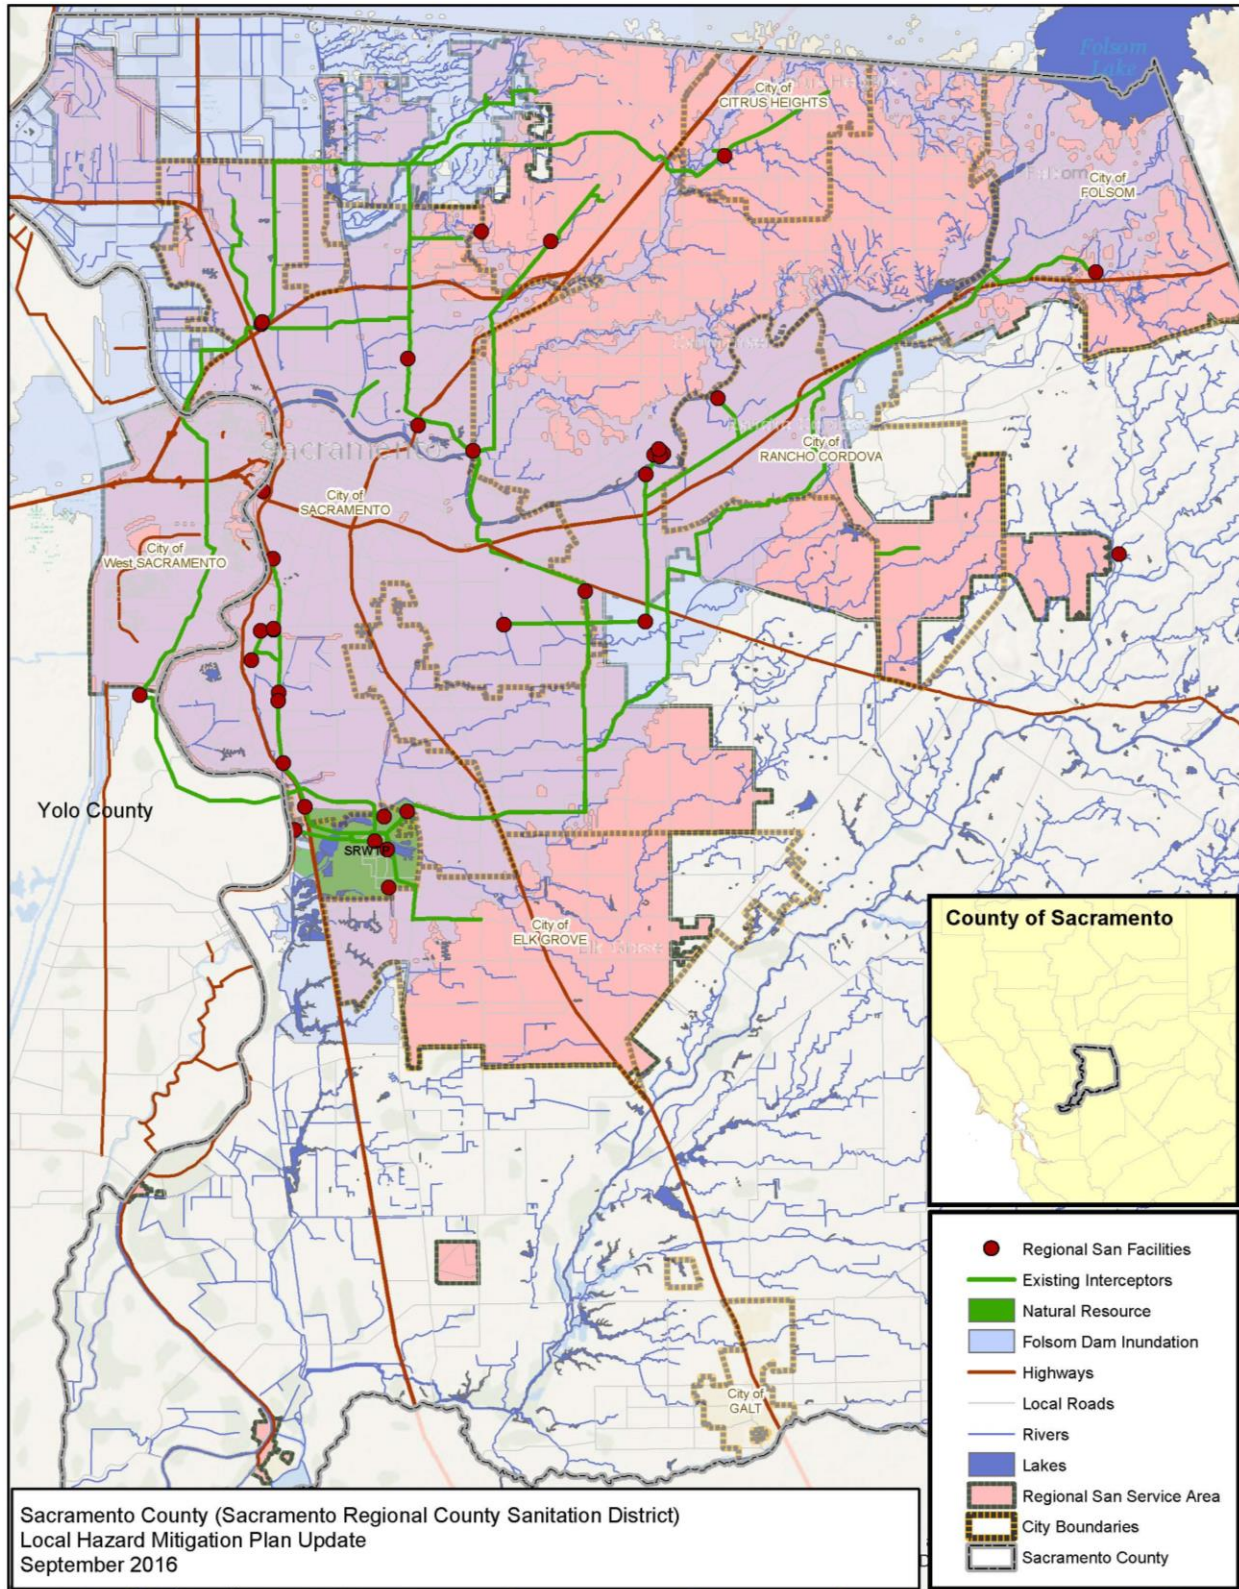 Folsom
Lake
City of
CITRUS HEIGHTS
City of
FOLSOM
City of
RANCHO CORDOVA
Sacramento
City of
SACRAMENTO
City of
West SACRAMENTO
Yolo County
SRWTP
City of
ELK GROVE
City of
GALT
County of Sacramento
Regional San Facilities
Existing Interceptors
Natural Resource
Folsom Dam Inundation
Highways
Local Roads
Rivers
Lakes
Regional San Service Area
City Boundaries
Sacramento County
Sacramento County (Sacramento Regional County Sanitation District)
Local Hazard Mitigation Plan Update
September 2016